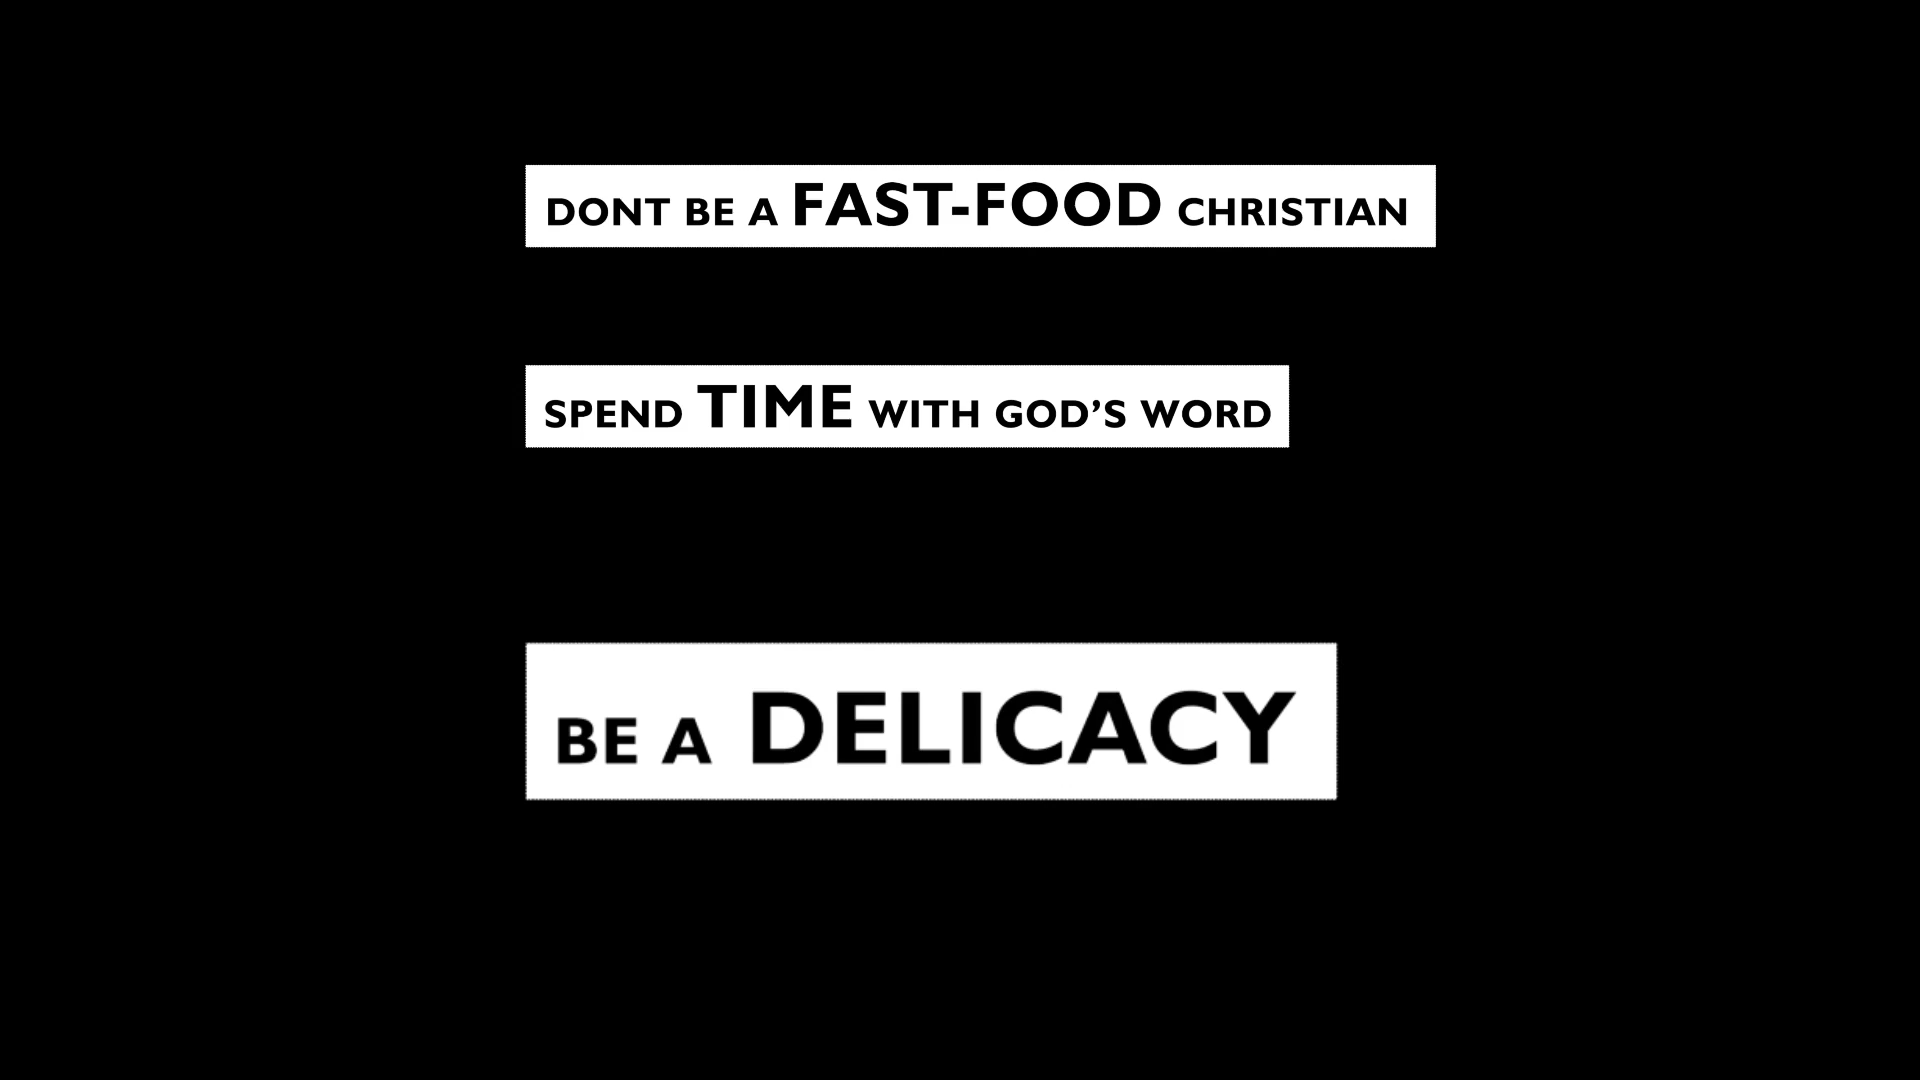 DONT BE A FAST-FOOD CHRISTIAN
SPEND TIME WITH GOD’S WORD
BE A DELICACY